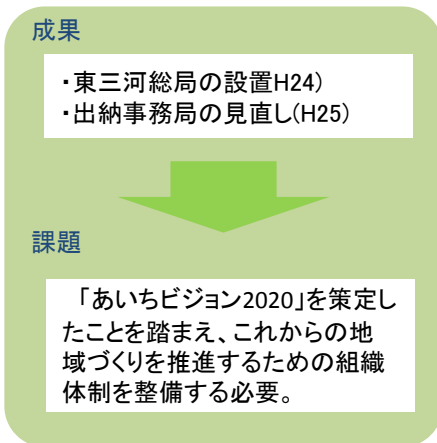 成果
・東三河総局の設置H24)
・出納事務局の見直し(H25)
課題
「あいちビジョン2020」を策定し
たことを踏まえ、これからの地
域づくりを推進するための組織
体制を整備する必要。